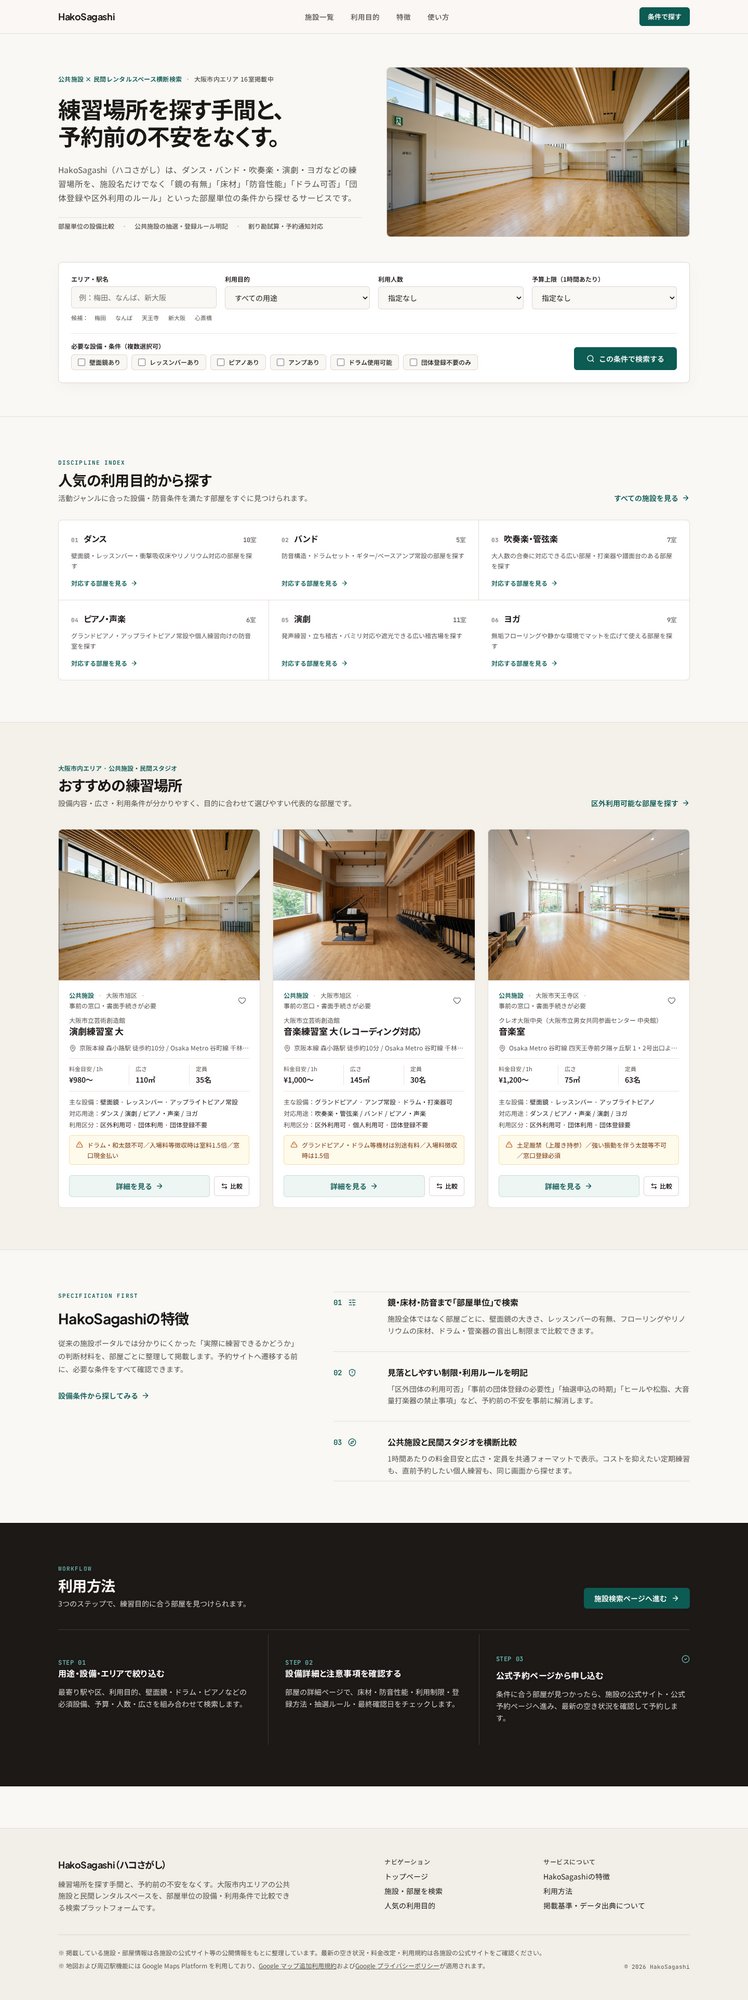 HakoSagashi
施設一覧
利用目的
特徴
使い方
条件で探す
公共施設 × 民間レンタルスペース横断検索 · 大阪市内エリア 16室掲載中
練習場所を探す手間と、
予約前の不安をなくす。
HakoSagashi（ハコさがし）は、ダンス・バンド・吹奏楽・演劇・ヨガなどの練
習場所を、施設名だけでなく「鏡の有無」「床材」「防音性能」「ドラム可否」「団
体登録や区外利用のルール」といった部屋単位の条件から探せるサービスです。
部屋単位の設備比較 · 公共施設の抽選・登録ルール明記 · 割り勘試算・予約通知対応
エリア・駅名
例：梅田、なんば、新大阪
候補： 梅田 なんば 天王寺 新大阪 心斎橋
利用目的
すべての用途
利用人数
指定なし
予算上限（1時間あたり）
指定なし
必要な設備・条件（複数選択可）
壁面鏡あり
レッスンバーあり
ピアノあり
アンプあり
ドラム使用可能
団体登録不要のみ
この条件で検索する
DISCIPLINE INDEX
人気の利用目的から探す
活動ジャンルに合った設備・防音条件を満たす部屋をすぐに見つけられます。
すべての施設を見る →
01 ダンス 10室
壁面鏡・レッスンバー・衝撃吸収床やリノリウム対応の部屋を探
す
対応する部屋を見る →
02 バンド 5室
防音構造・ドラムセット・ギター/ベースアンプ常設の部屋を探す
対応する部屋を見る →
03 吹奏楽・管弦楽 7室
大人数の合奏に対応できる広い部屋・打楽器や譜面台のある部屋
を探す
対応する部屋を見る →
04 ピアノ・声楽 6室
グランドピアノ・アップライトピアノ常設や個人練習向けの防音
室を探す
対応する部屋を見る →
05 演劇 11室
発声練習・立ち稽古・バミリ対応や遮光できる広い稽古場を探す
対応する部屋を見る →
06 ヨガ 9室
無垢フローリングや静かな環境でマットを広げて使える部屋を探
す
対応する部屋を見る →
大阪市内エリア・公共施設・民間スタジオ
おすすめの練習場所
設備内容・広さ・利用条件が分かりやすく、目的に合わせて選びやすい代表的な部屋です。
区外利用可能な部屋を探す →
公共施設 · 大阪市旭区 ·
事前の窓口・書面手続きが必要
大阪市立芸術創造館
演劇練習室 大
京阪本線 森小路駅 徒歩約10分 / Osaka Metro 谷町線 千林…
料金目安 / 1h
¥980〜
広さ
110㎡
定員
35名
主な設備：壁面鏡・レッスンバー・アップライトピアノ常設
対応用途：ダンス / 演劇 / ピアノ・声楽 / ヨガ
利用区分：区外利用可・団体利用・団体登録不要
ドラム・和太鼓不可／入場料等徴収時は室料1.5倍／窓
口現金払い
詳細を見る →
比較
公共施設 · 大阪市旭区 ·
事前の窓口・書面手続きが必要
大阪市立芸術創造館
音楽練習室 大（レコーディング対応）
京阪本線 森小路駅 徒歩約10分 / Osaka Metro 谷町線 千林…
料金目安 / 1h
¥1,000〜
広さ
145㎡
定員
30名
主な設備：グランドピアノ・アンプ常設・ドラム・打楽器可
対応用途：吹奏楽・管弦楽 / バンド / ピアノ・声楽
利用区分：区外利用可・個人利用可・団体登録不要
グランドピアノ・ドラム等機材は別途有料／入場料徴収
時は1.5倍
詳細を見る →
比較
公共施設 · 大阪市天王寺区 ·
事前の窓口・書面手続きが必要
クレオ大阪中央（大阪市立男女共同参画センター 中央館）
音楽室
Osaka Metro 谷町線 四天王寺前夕陽ヶ丘駅 1・2号出口よ…
料金目安 / 1h
¥1,200〜
広さ
75㎡
定員
63名
主な設備：壁面鏡・レッスンバー・アップライトピアノ
対応用途：ダンス / ピアノ・声楽 / 演劇 / ヨガ
利用区分：区外利用可・団体利用・団体登録要
土足厳禁（上履き持参）／強い振動を伴う太鼓等不可
／窓口登録必須
詳細を見る →
比較
SPECIFICATION FIRST
HakoSagashiの特徴
従来の施設ポータルでは分かりにくかった「実際に練習できるかどうか」
の判断材料を、部屋ごとに整理して掲載します。予約サイトへ遷移する前
に、必要な条件をすべて確認できます。
設備条件から探してみる →
01 鏡・床材・防音まで「部屋単位」で検索
施設全体ではなく部屋ごとに、壁面鏡の大きさ、レッスンバーの有無、フローリングやリノ
リウムの床材、ドラム・管楽器の音出し制限まで比較できます。
02 見落としやすい制限・利用ルールを明記
「区外団体の利用可否」「事前の団体登録の必要性」「抽選申込の時期」「ヒールや松脂、大音
量打楽器の禁止事項」など、予約前の不安を事前に解消します。
03 公共施設と民間スタジオを横断比較
1時間あたりの料金目安と広さ・定員を共通フォーマットで表示。コストを抑えたい定期練習
も、直前予約したい個人練習も、同じ画面から探せます。
WORKFLOW
利用方法
3つのステップで、練習目的に合う部屋を見つけられます。
施設検索ページへ進む →
STEP 01
用途・設備・エリアで絞り込む
最寄り駅や区、利用目的、壁面鏡・ドラム・ピアノなどの
必須設備、予算・人数・広さを組み合わせて検索します。
STEP 02
設備詳細と注意事項を確認する
部屋の詳細ページで、床材・防音性能・利用制限・登
録方法・抽選ルール・最終確認日をチェックします。
STEP 03
公式予約ページから申し込む
条件に合う部屋が見つかったら、施設の公式サイト・公式
予約ページへ進み、最新の空き状況を確認して予約しま
す。
HakoSagashi（ハコさがし）
練習場所を探す手間と、予約前の不安をなくす。大阪市内エリアの公共
施設と民間レンタルスペースを、部屋単位の設備・利用条件で比較でき
る検索プラットフォームです。
ナビゲーション
トップページ
施設・部屋を検索
人気の利用目的
サービスについて
HakoSagashiの特徴
利用方法
掲載基準・データ出典について
※ 掲載している施設・部屋情報は各施設の公式サイト等の公開情報をもとに整理しています。最新の空き状況・料金改定・利用規約は各施設の公式サイトをご確認ください。
※ 地図および周辺駅機能には Google Maps Platform を利用しており、Google マップ追加利用規約およびGoogle プライバシーポリシーが適用されます。
© 2026 HakoSagashi